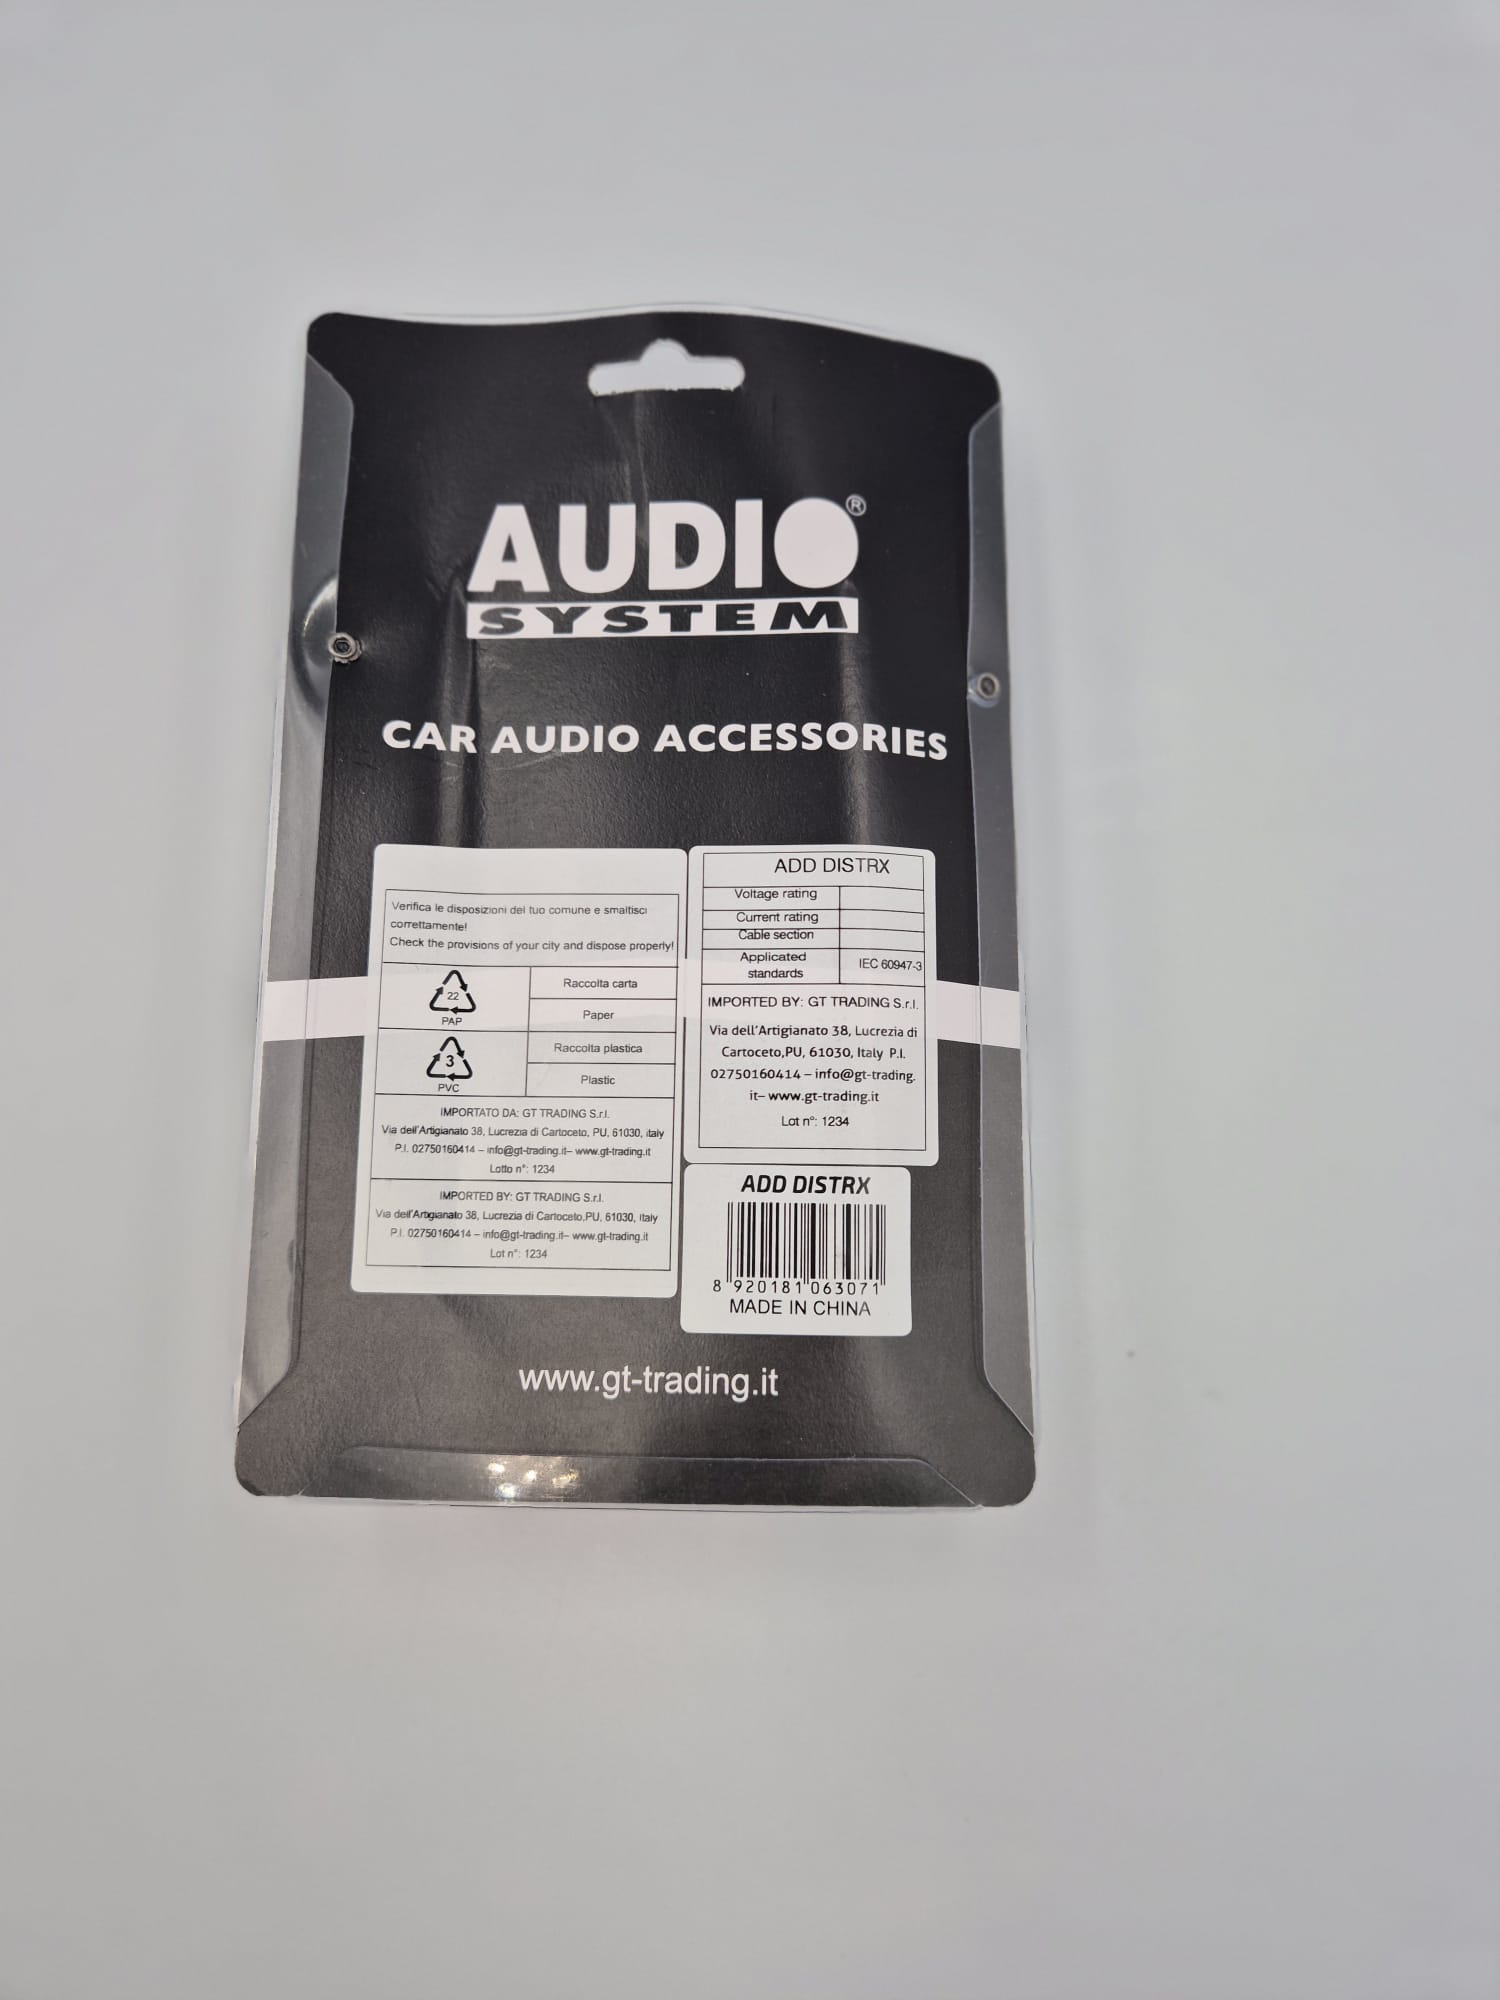 AUDIO®
SYSTEM
CAR AUDIO ACCESSORIES
Verifica le disposizioni del tuo comune e smaltisci
correttamente!
Check the provisions of your city and dispose properly!
22
PAP
Raccolta carta
Paper
3
PVC
Raccolta plastica
Plastic
IMPORTATO DA: GT TRADING S.r.l.
Via dell'Artigianato 38, Lucrezia di Cartoceto, PU, 61030, italy
P.I. 02750160414 – info@gt-trading.it– www.gt-trading.it
Lotto n°: 1234
IMPORTED BY: GT TRADING S.r.l.
Via dell'Artigianato 38, Lucrezia di Cartoceto,PU, 61030, italy
P.I. 02750160414 – info@gt-trading.it– www.gt-trading.it
Lot n°: 1234
ADD DISTRX
Voltage rating
Current rating
Cable section
Applicated
standards
IEC 60947-3
IMPORTED BY: GT TRADING S.r.l.
Via dell'Artigianato 38, Lucrezia di
Cartoceto,PU, 61030, Italy P.I.
02750160414 – info@gt-trading.
it– www.gt-trading.it
Lot n°: 1234
ADD DISTRX
8 920181 063071
MADE IN CHINA
www.gt-trading.it